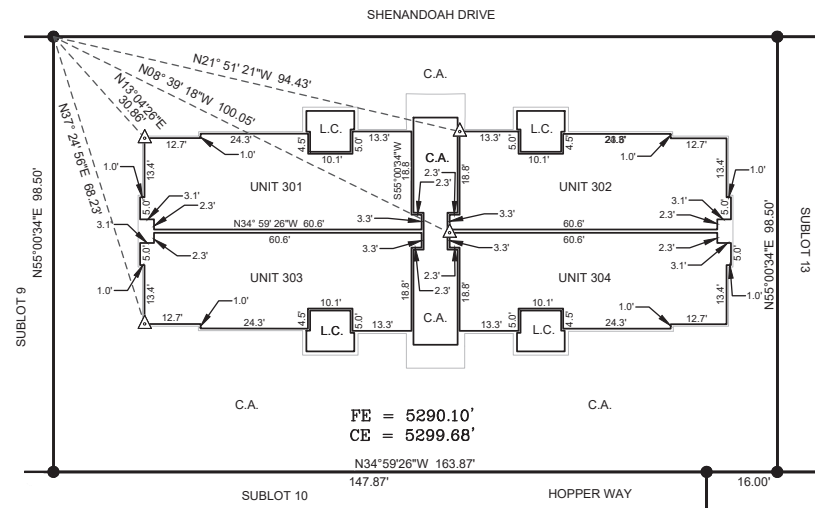 SHENANDOAH DRIVE
N21° 51' 21"W  94.43'
N08° 39' 18"W  100.05'
N13°04'26"E
30.86'
N37° 24' 56"E  68.23'
C.A.
L.C.
L.C.
C.A.
12.7'
24.3'
4.5'
10.1'
5.0'
13.3'
13.3'
5.0'
10.1'
4.5'
12.7'
1.0'
1.0'
13.4'
18.8
S55°00'34"W
18.8'
13.4'
UNIT 301
UNIT 302
2.3'
2.3'
1.0'
5.0'
3.1'
2.3'
3.3'
3.3'
3.1'
2.3'
5.0'
1.0'
N34° 59' 26"W  60.6'
60.6'
60.6'
60.6'
3.1'
5.0'
2.3'
1.0'
3.3'
3.3'
2.3'
2.3'
2.3'
3.1'
5.0'
1.0'
UNIT 303
UNIT 304
13.4'
18.8'
18.8'
13.4'
12.7'
1.0'
24.3'
4.5'
10.1'
5.0'
13.3'
13.3'
5.0'
10.1'
4.5'
24.3'
1.0'
12.7'
L.C.
C.A.
L.C.
N55°00'34"E  98.50'
SUBLOT 9
N55°00'34"E  98.50'
SUBLOT 13
C.A.
C.A.
FE = 5290.10'
CE = 5299.68'
N34°59'26"W  163.87'
147.87'
16.00'
SUBLOT 10
HOPPER WAY